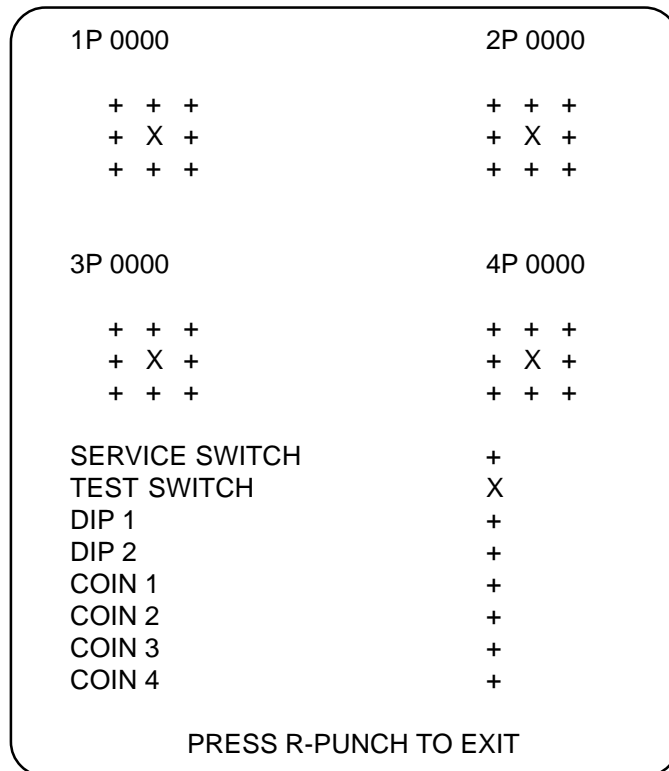 1P 0000 2P 0000
+ + + + + +
+ X + + X +
+ + + + + +
3P 0000 4P 0000
+ + + + + +
+ X + + X +
+ + + + + +
SERVICE SWITCH +
TEST SWITCH X
DIP 1 +
DIP 2 +
COIN 1 +
COIN 2 +
COIN 3 +
COIN 4 +
PRESS R-PUNCH TO EXIT